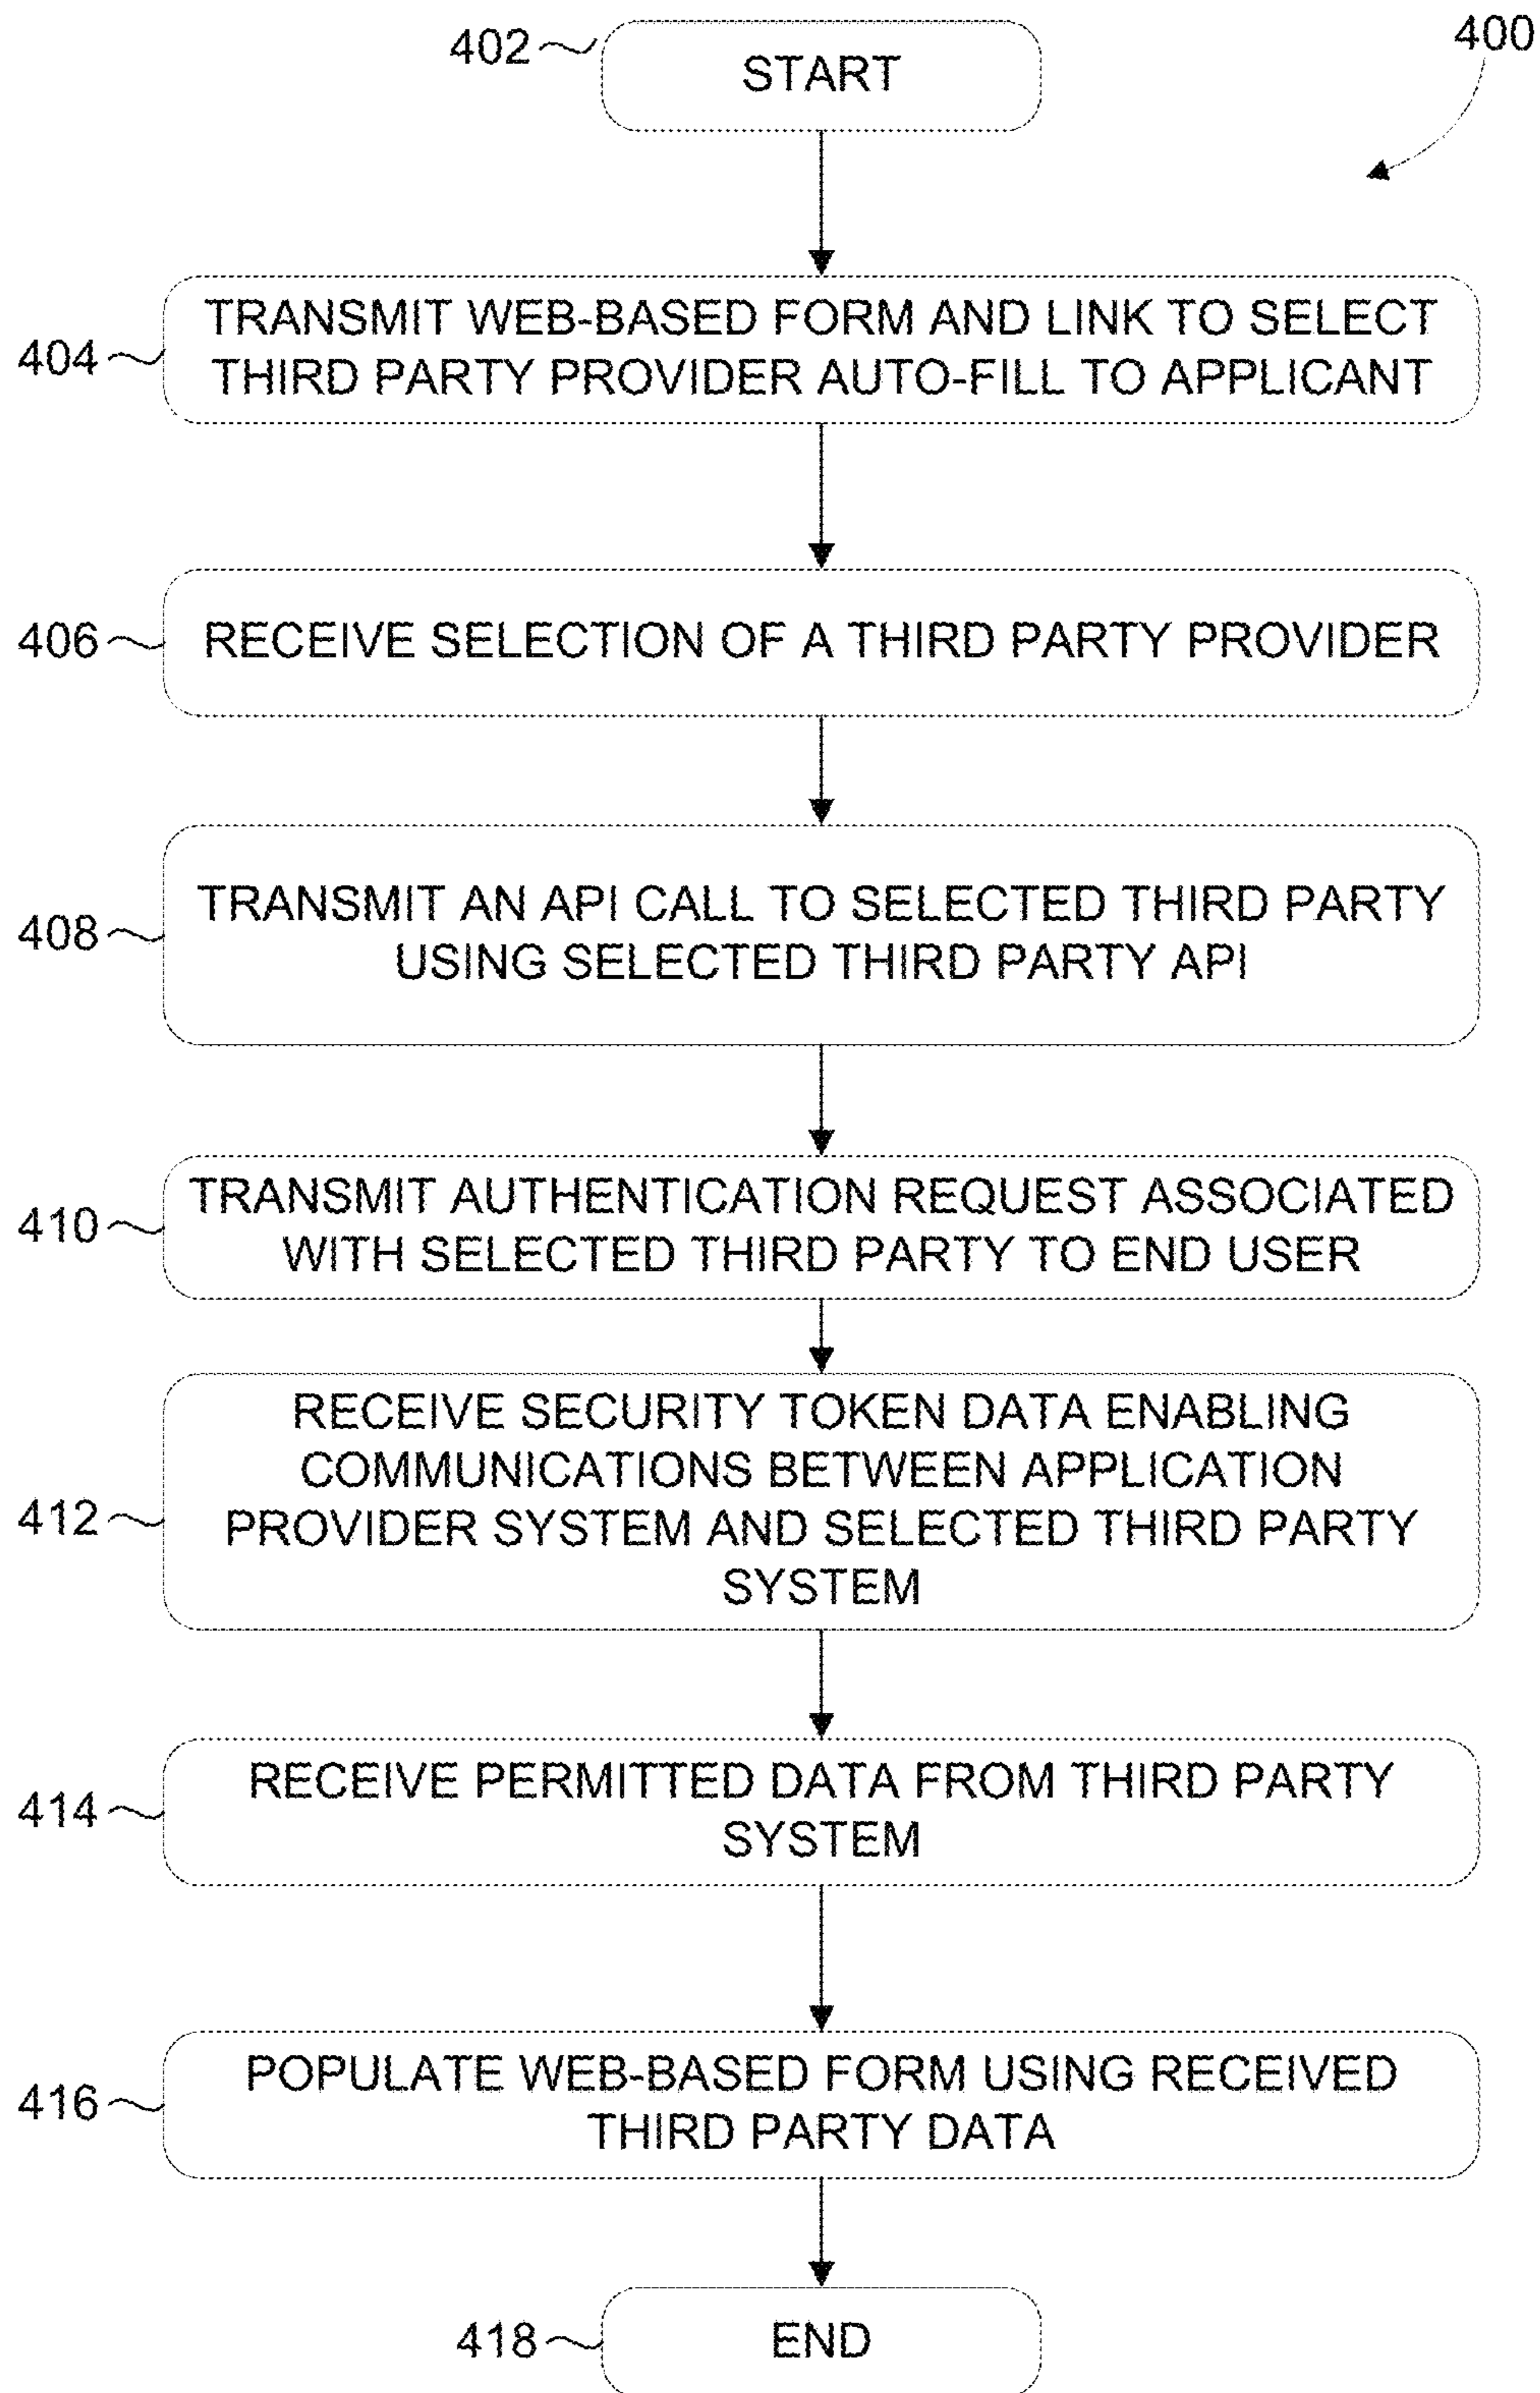 402
START
400
404
TRANSMIT WEB-BASED FORM AND LINK TO SELECT
THIRD PARTY PROVIDER AUTO-FILL TO APPLICANT
406
RECEIVE SELECTION OF A THIRD PARTY PROVIDER
408
TRANSMIT AN API CALL TO SELECTED THIRD PARTY
USING SELECTED THIRD PARTY API
410
TRANSMIT AUTHENTICATION REQUEST ASSOCIATED
WITH SELECTED THIRD PARTY TO END USER
412
RECEIVE SECURITY TOKEN DATA ENABLING
COMMUNICATIONS BETWEEN APPLICATION
PROVIDER SYSTEM AND SELECTED THIRD PARTY
SYSTEM
414
RECEIVE PERMITTED DATA FROM THIRD PARTY
SYSTEM
416
POPULATE WEB-BASED FORM USING RECEIVED
THIRD PARTY DATA
418
END